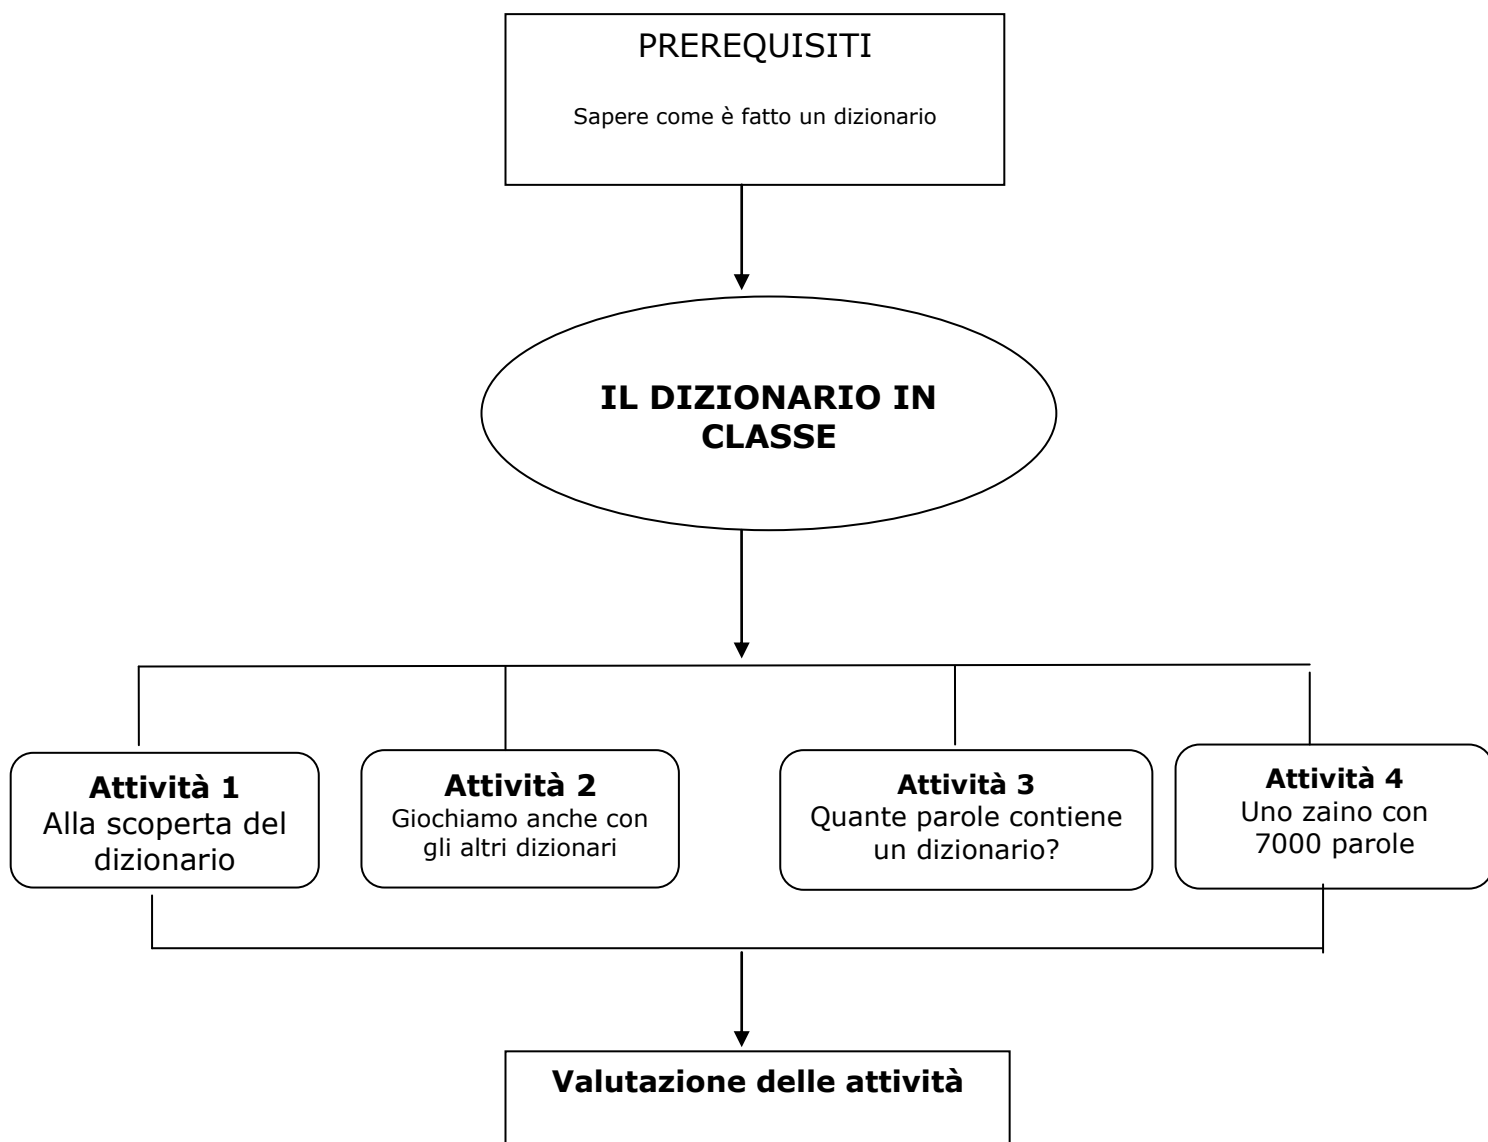 PREREQUISITI
Sapere come è fatto un dizionario
IL DIZIONARIO IN
CLASSE
Attività 1
Alla scoperta del
dizionario
Attività 2
Giochiamo anche con
gli altri dizionari
Attività 3
Quante parole contiene
un dizionario?
Attività 4
Uno zaino con
7000 parole
Valutazione delle attività